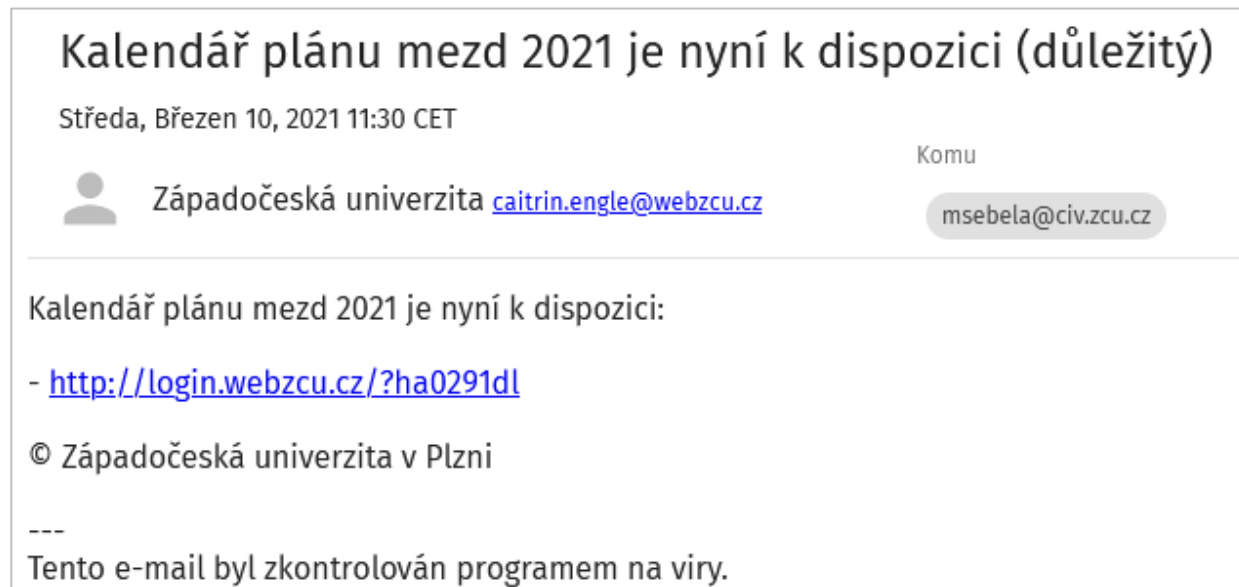 Kalendář plánu mezd 2021 je nyní k dispozici (důležitý)
Středa, Březen 10, 2021 11:30 CET
Komu
Západočeská univerzita caitrin.engle@webzcu.cz
msebela@civ.zcu.cz
Kalendář plánu mezd 2021 je nyní k dispozici:
- http://login.webzcu.cz/?ha0291dl
© Západočeská univerzita v Plzni
---
Tento e-mail byl zkontrolován programem na viry.